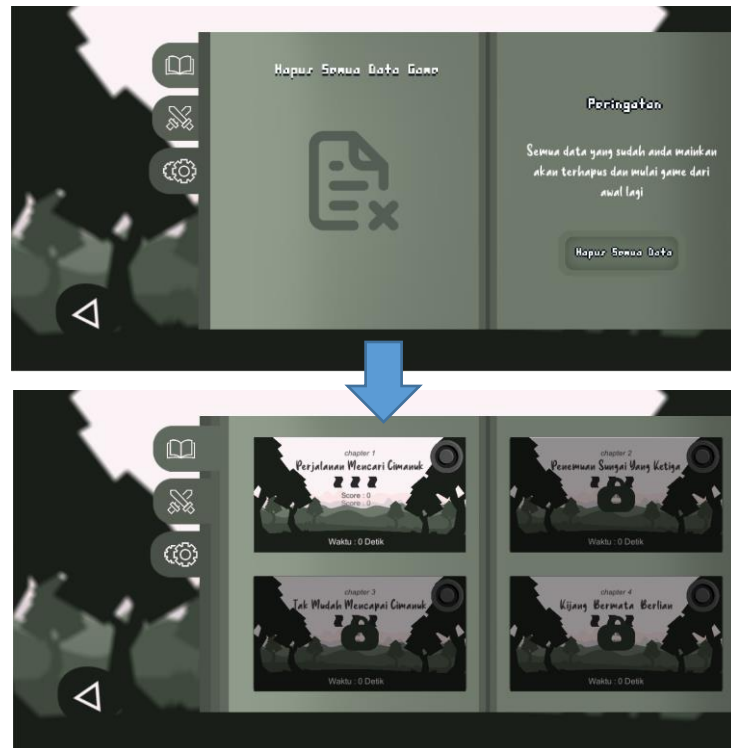 Hapus Semua Data Game
Peringatan
Semua data yang sudah anda mainkan
akan terhapus dan mulai game dari
awal lagi
Hapus Semua Data
chapter 1
Perjalanan Mencari Cimanuk
Score : 0
Score : 0
Waktu : 0 Detik
chapter 2
Penemuan Sungai Yang Ketiga
Waktu : 0 Detik
chapter 3
Tak Mudah Mencapai Cimanuk
Waktu : 0 Detik
chapter 4
Kijang Bermata Berlian
Waktu : 0 Detik